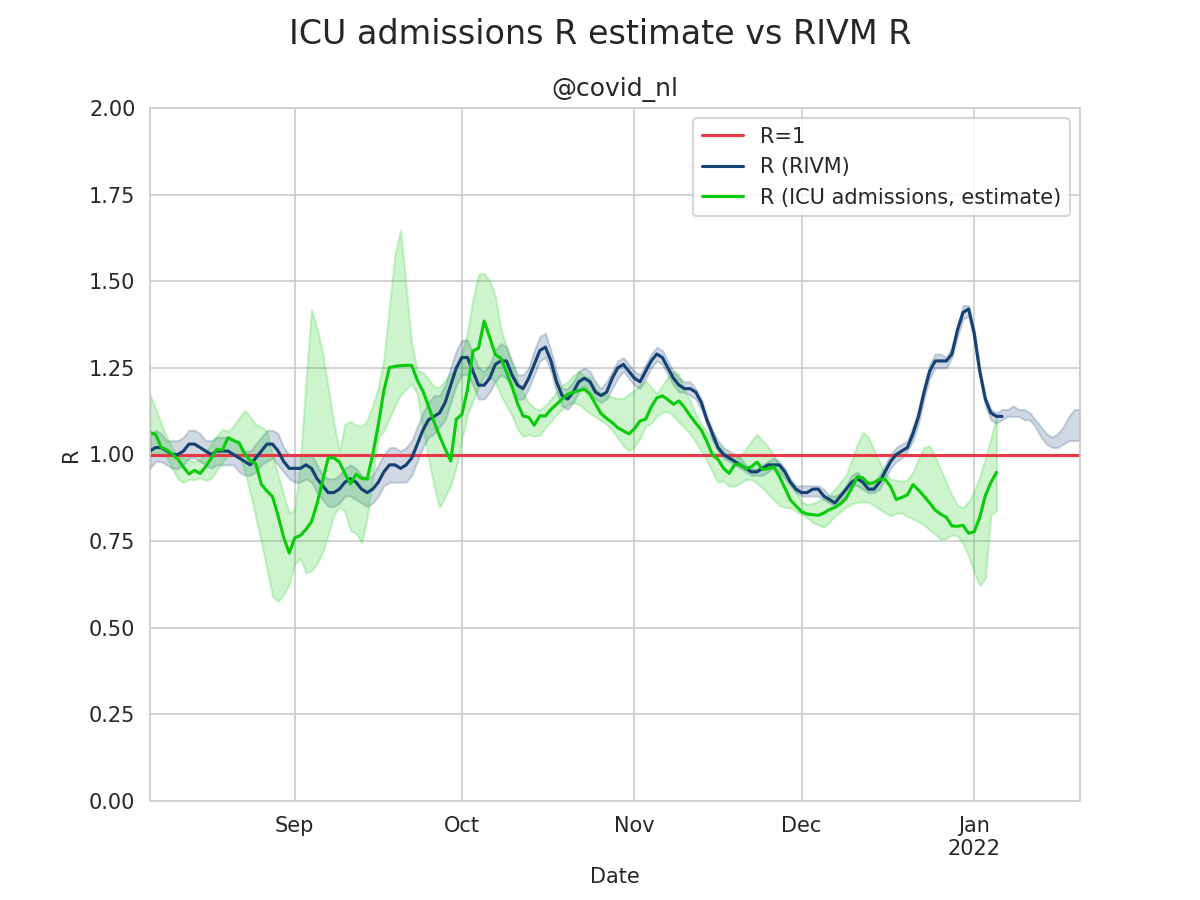 ICU admissions R estimate vs RIVM R
@covid_nl
2.00
1.75
1.50
1.25
1.00
0.75
0.50
0.25
0.00
R
R=1
R (RIVM)
R (ICU admissions, estimate)
Sep
Oct
Nov
Dec
Jan
2022
Date